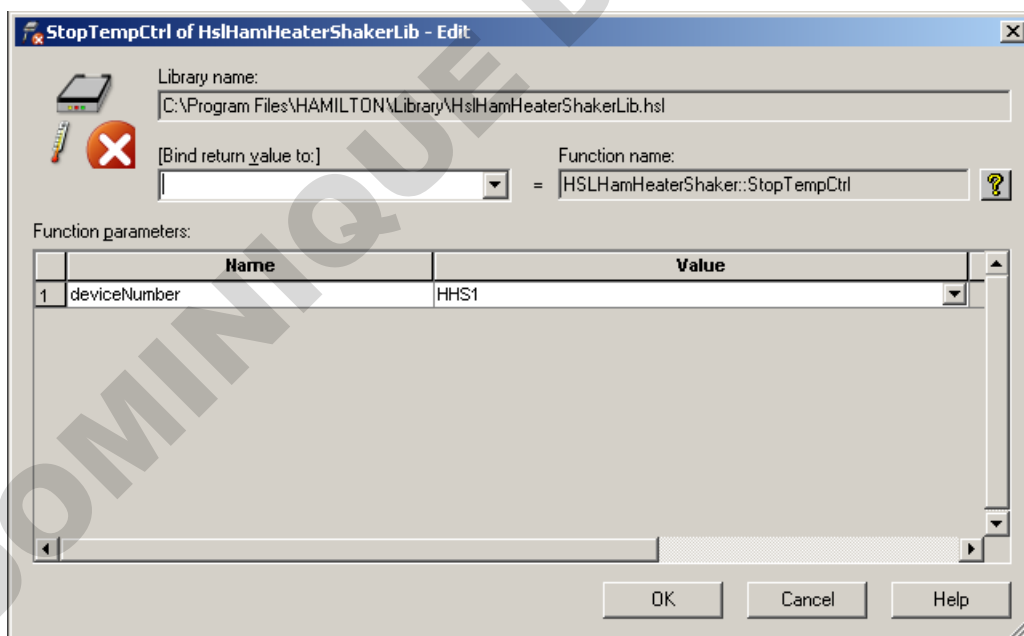 StopTempCtrl of HslHamHeaterShakerLib - Edit
Library name:
C:\Program Files\HAMILTON\Library\HslHamHeaterShakerLib.hsl
[Bind return value to:]
Function name:
= HSLHamHeaterShaker::StopTempCtrl
Function parameters:
Name Value
1 deviceNumber HHS1
OK Cancel Help
DOMINIQUE D